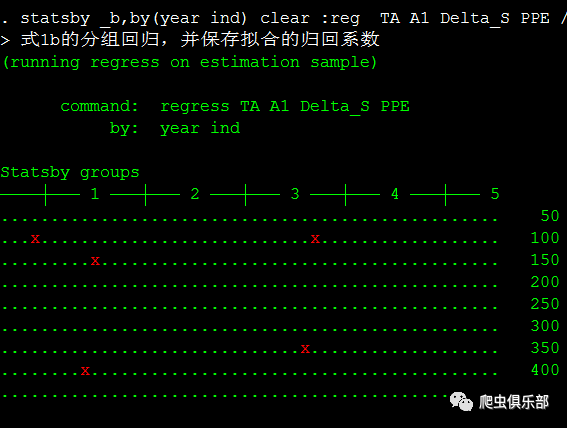 . statsby _b,by(year ind) clear :reg  TA A1 Delta_S PPE /
> 式1b的分组回归，并保存拟合的归回系数
(running regress on estimation sample)
command:  regress TA A1 Delta_S PPE
by:  year ind
Statsby groups
────┼─── 1 ───┼─── 2 ───┼─── 3 ───┼─── 4 ───┼─── 5
..................................................    50
...x...........................x..................   100
.........x........................................   150
..................................................   200
..................................................   250
..................................................   300
..............................x...................   350
........x.........................................   400
..................................................
爬虫俱乐部